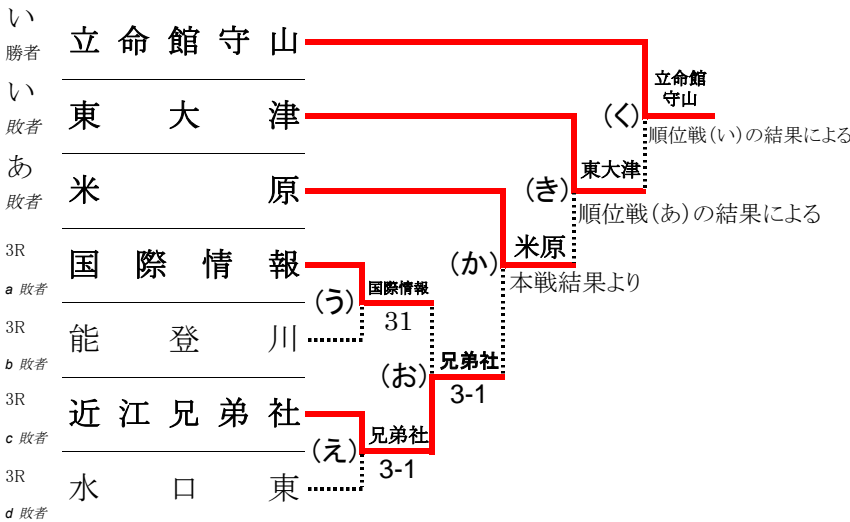 い
勝者
立命館守山
い
敗者
東大津
あ
敗者
米原
3R
a 敗者
国際情報
3R
b 敗者
能登川
3R
c 敗者
近江兄弟社
3R
d 敗者
水口東
(う)
国際情報
31
(え)
兄弟社
3-1
(お)
兄弟社
3-1
(か)
米原
本戦結果より
(き)
東大津
順位戦(あ)の結果による
(く)
立命館
守山
順位戦(い)の結果による